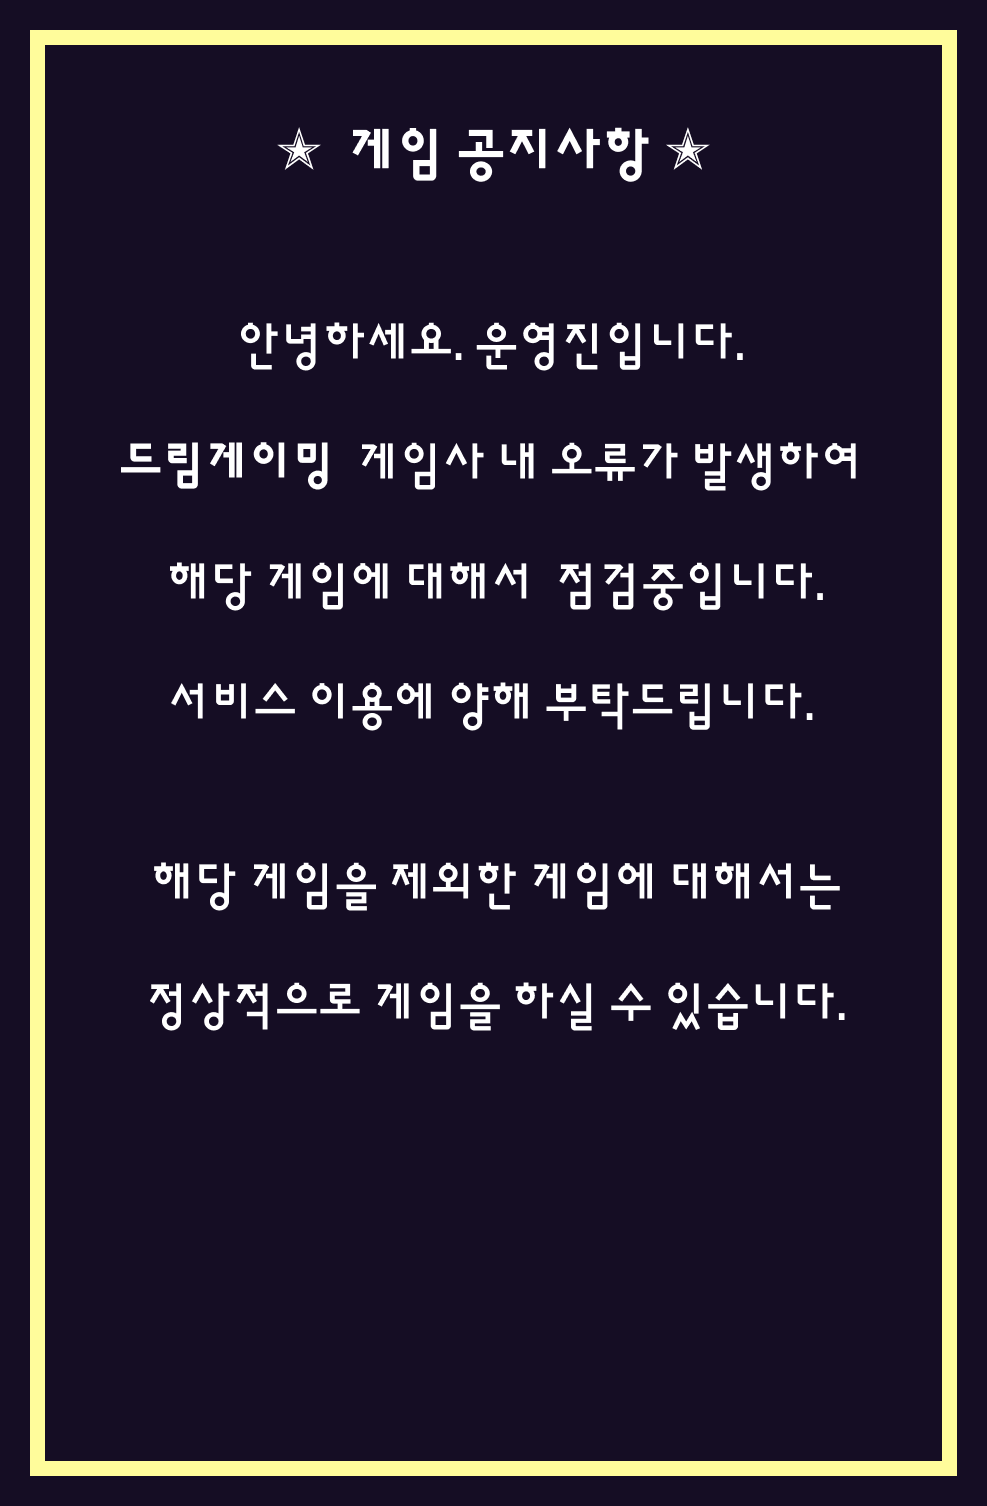 ✯ 게임 공지사항 ✯
안녕하세요. 운영진입니다.
드림게이밍 게임사 내 오류가 발생하여
해당 게임에 대해서 점검중입니다.
서비스 이용에 양해 부탁드립니다.
해당 게임을 제외한 게임에 대해서는
정상적으로 게임을 하실 수 있습니다.